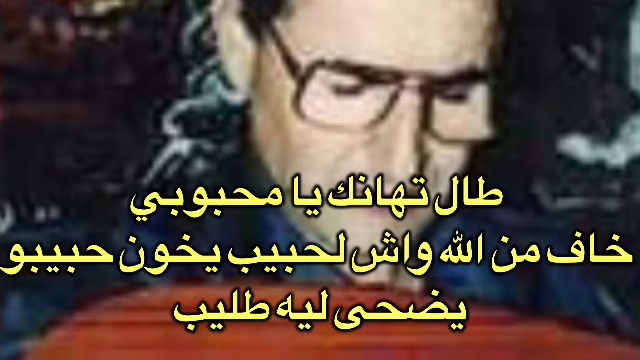 طال تهانك يا محبوبي
خاف من الله واش لحبيب يخون حبيبو
يضحى ليه طليب